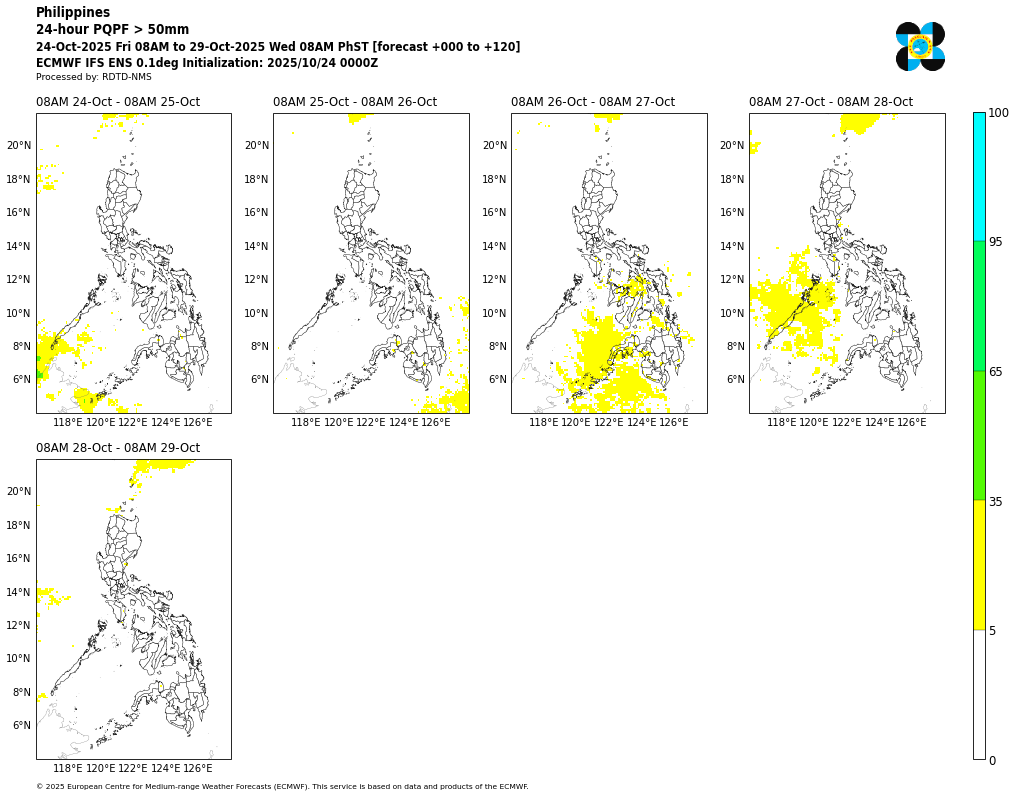 Philippines
24-hour PQPF > 50mm
24-Oct-2025 Fri 08AM to 29-Oct-2025 Wed 08AM PhST [forecast +000 to +120]
ECMWF IFS ENS 0.1deg Initialization: 2025/10/24 0000Z
Processed by: RDTD-NMS
08AM 24-Oct - 08AM 25-Oct
20°N
18°N
16°N
14°N
12°N
10°N
8°N
6°N
118°E 120°E 122°E 124°E 126°E
08AM 25-Oct - 08AM 26-Oct
20°N
18°N
16°N
14°N
12°N
10°N
8°N
6°N
118°E 120°E 122°E 124°E 126°E
08AM 26-Oct - 08AM 27-Oct
20°N
18°N
16°N
14°N
12°N
10°N
8°N
6°N
118°E 120°E 122°E 124°E 126°E
08AM 27-Oct - 08AM 28-Oct
20°N
18°N
16°N
14°N
12°N
10°N
8°N
6°N
118°E 120°E 122°E 124°E 126°E
08AM 28-Oct - 08AM 29-Oct
20°N
18°N
16°N
14°N
12°N
10°N
8°N
6°N
118°E 120°E 122°E 124°E 126°E
100
95
65
35
5
0
© 2025 European Centre for Medium-range Weather Forecasts (ECMWF). This service is based on data and products of the ECMWF.